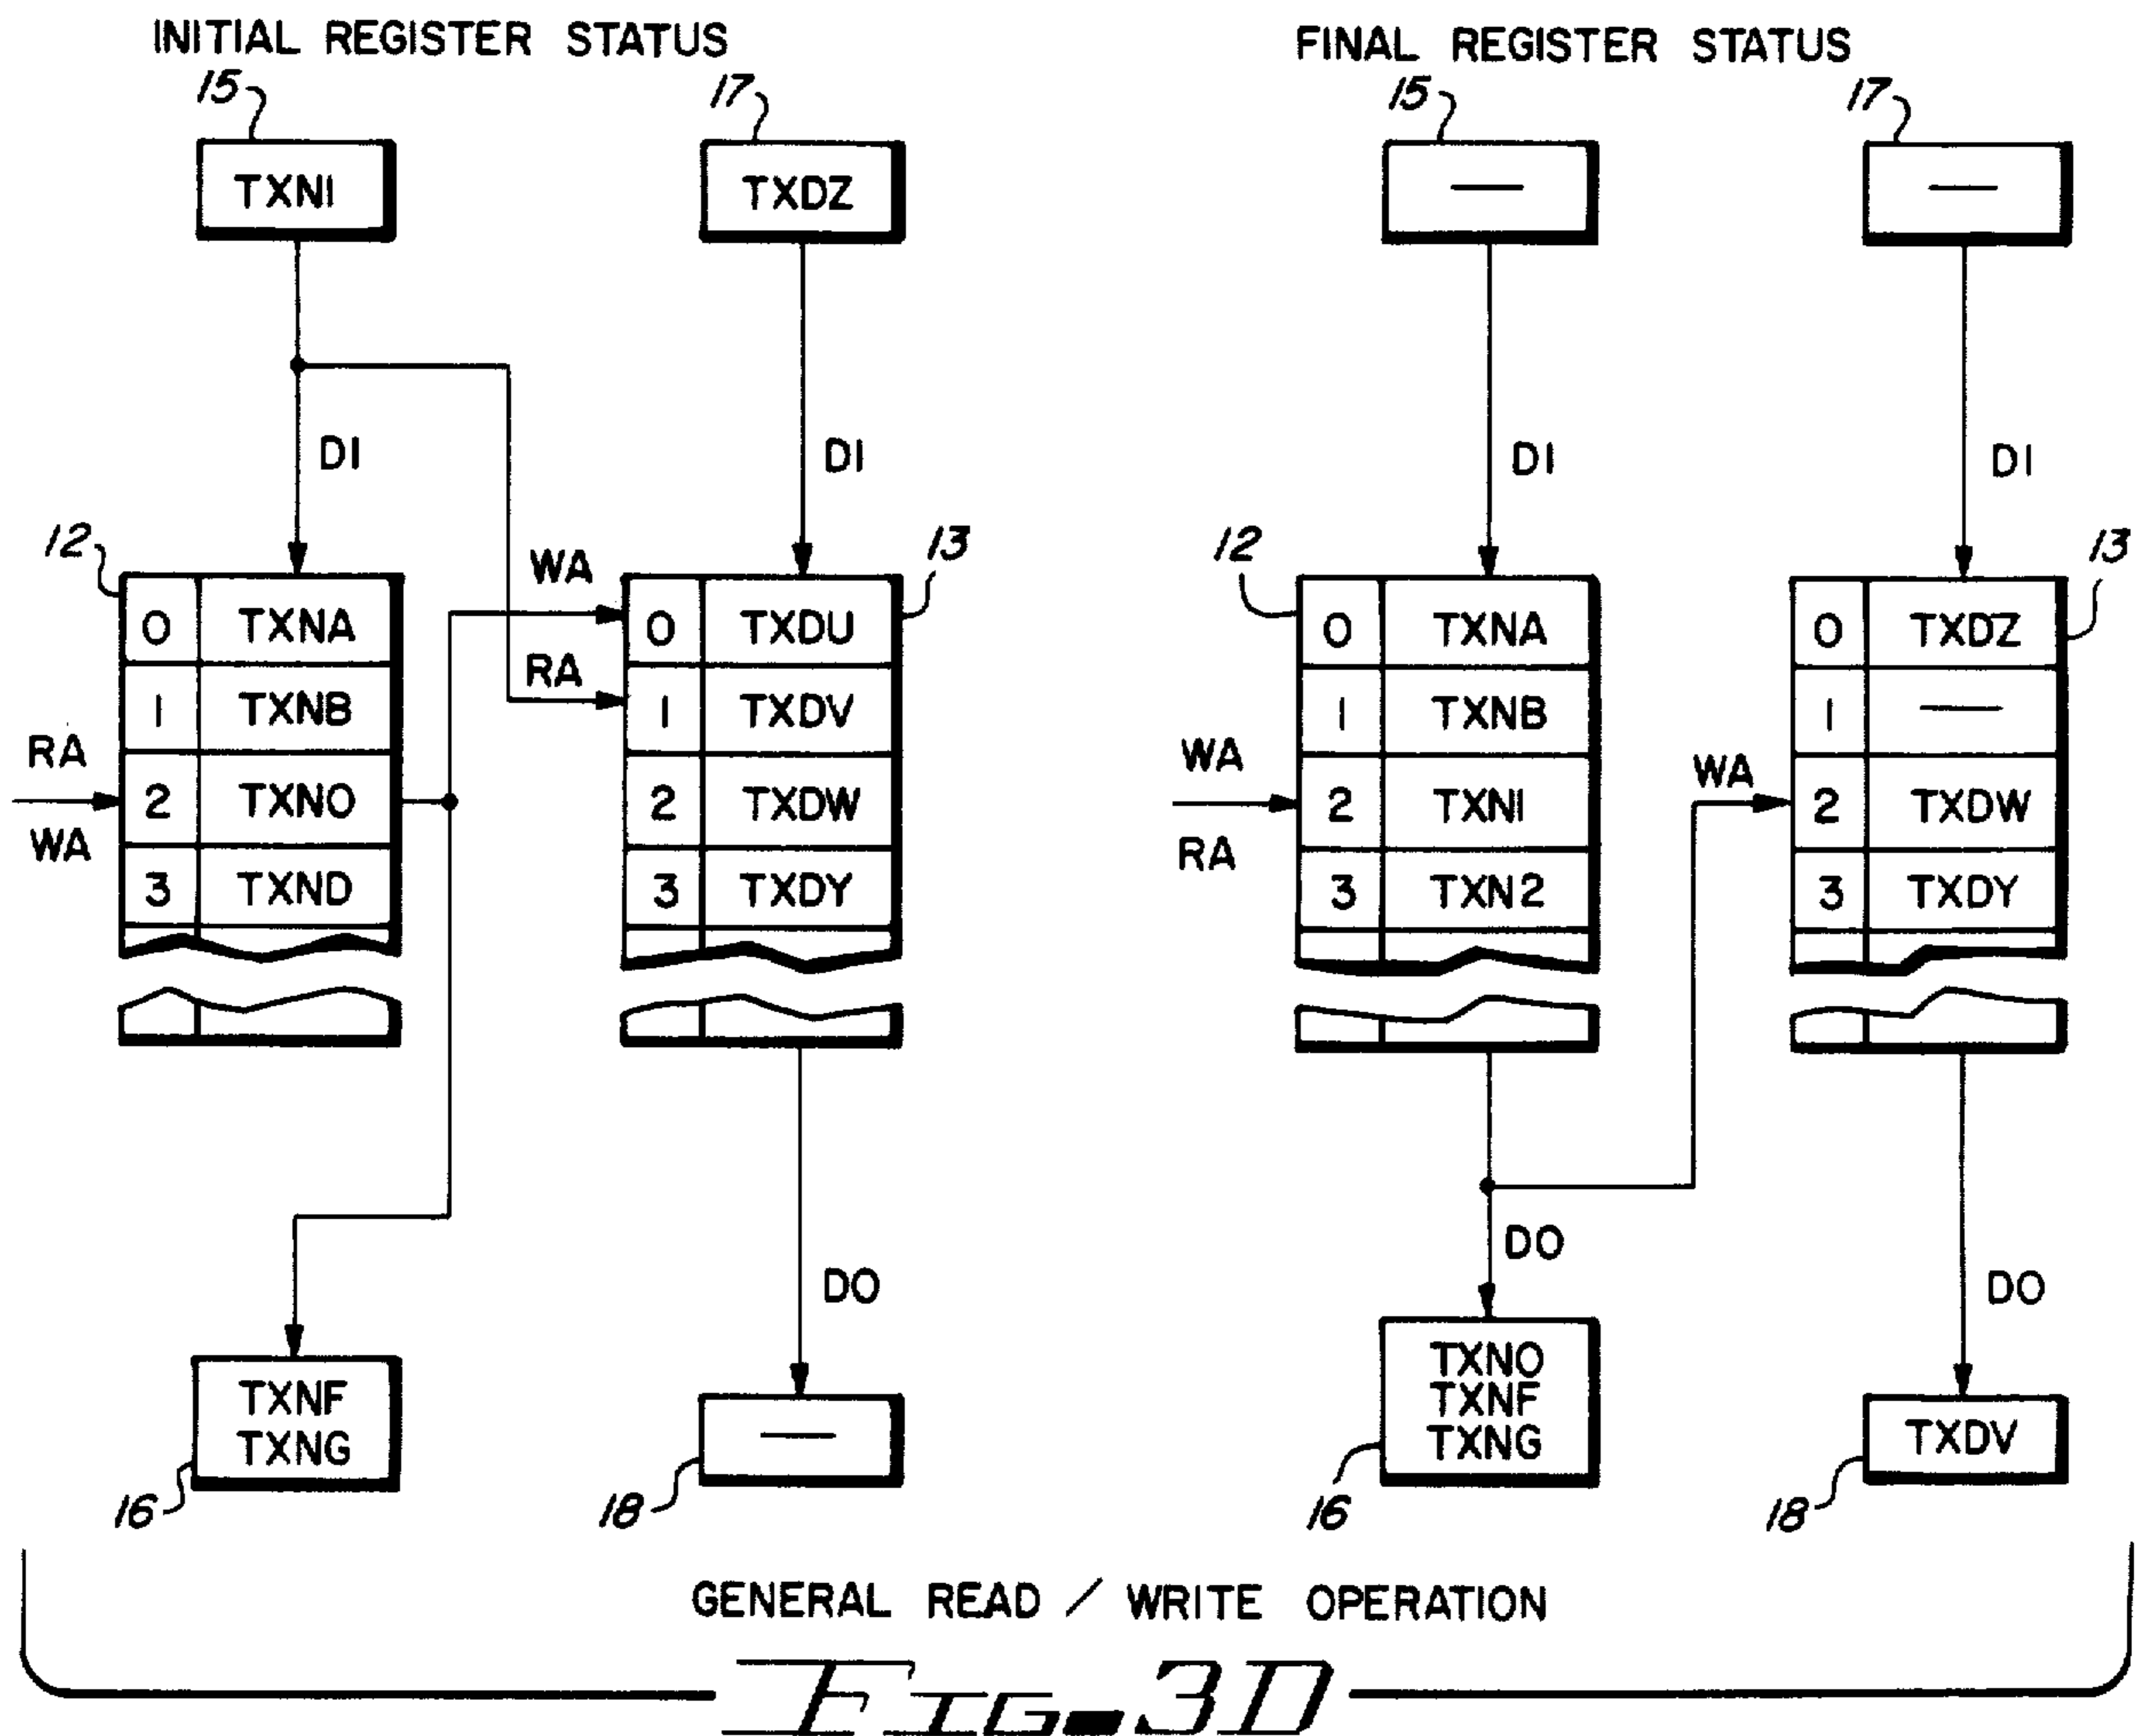 INITIAL REGISTER STATUS
15
17
TXN1
TXDZ
DI
DI
12
WA
13
0 TXNA
1 TXNB
2 TXNO
3 TXND
RA
WA
RA
0 TXDU
1 TXDV
2 TXDW
3 TXDY
DO
TXNF
TXNG
16
—
18
FINAL REGISTER STATUS
15
17
—
—
DI
DI
12
13
0 TXNA
1 TXNB
2 TXN1
3 TXN2
WA
RA
WA
0 TXDZ
1 —
2 TXDW
3 TXDY
DO
DO
TXNO
TXNF
TXNG
16
TXDV
18
GENERAL READ / WRITE OPERATION
FIG. 3D